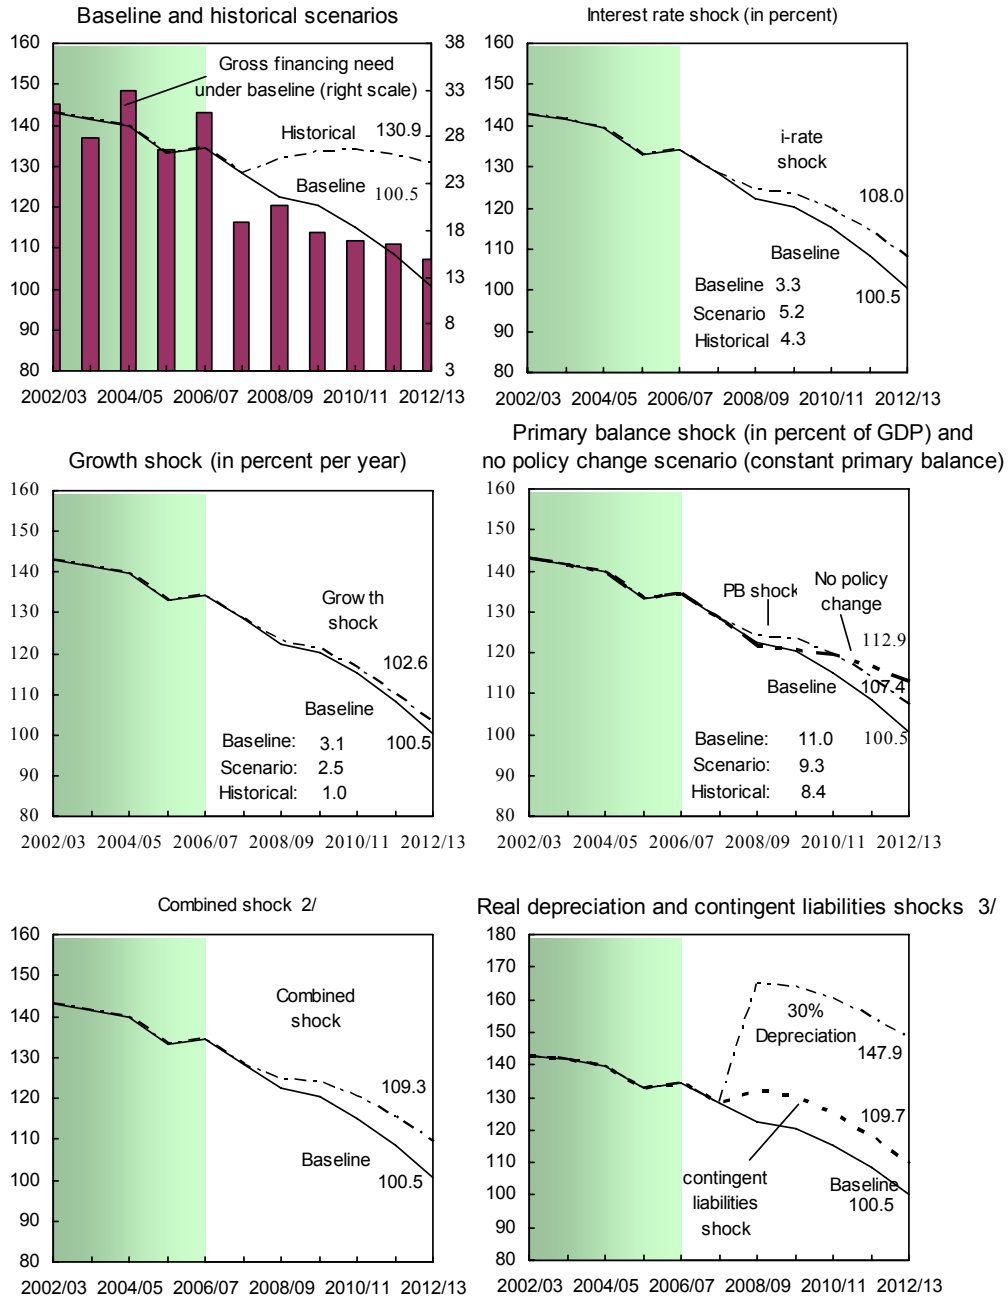 Baseline and historical scenarios
160
150
140
130
120
110
100
90
80
38
33
28
23
18
13
8
3
Gross financing need
under baseline (right scale)
Historical 130.9
Baseline
100.5
2002/03 2004/05 2006/07 2008/09 2010/11 2012/13
Interest rate shock (in percent)
160
150
140
130
120
110
100
90
80
i-rate
shock
108.0
Baseline
100.5
Baseline 3.3
Scenario 5.2
Historical 4.3
2002/03 2004/05 2006/07 2008/09 2010/11 2012/13
Growth shock (in percent per year)
160
150
140
130
120
110
100
90
80
Growth
shock
102.6
Baseline
100.5
Baseline: 3.1
Scenario: 2.5
Historical: 1.0
2002/03 2004/05 2006/07 2008/09 2010/11 2012/13
Primary balance shock (in percent of GDP) and
no policy change scenario (constant primary balance)
160
150
140
130
120
110
100
90
80
PB shock
No policy
change
112.9
Baseline
107.4
100.5
Baseline: 11.0
Scenario: 9.3
Historical: 8.4
2002/03 2004/05 2006/07 2008/09 2010/11 2012/13
Combined shock 2/
160
150
140
130
120
110
100
90
80
Combined
shock
109.3
Baseline
100.5
2002/03 2004/05 2006/07 2008/09 2010/11 2012/13
Real depreciation and contingent liabilities shocks 3/
180
170
160
150
140
130
120
110
100
90
80
30%
Depreciation
147.9
109.7
contingent
liabilities
shock
Baseline
100.5
2002/03 2004/05 2006/07 2008/09 2010/11 2012/13